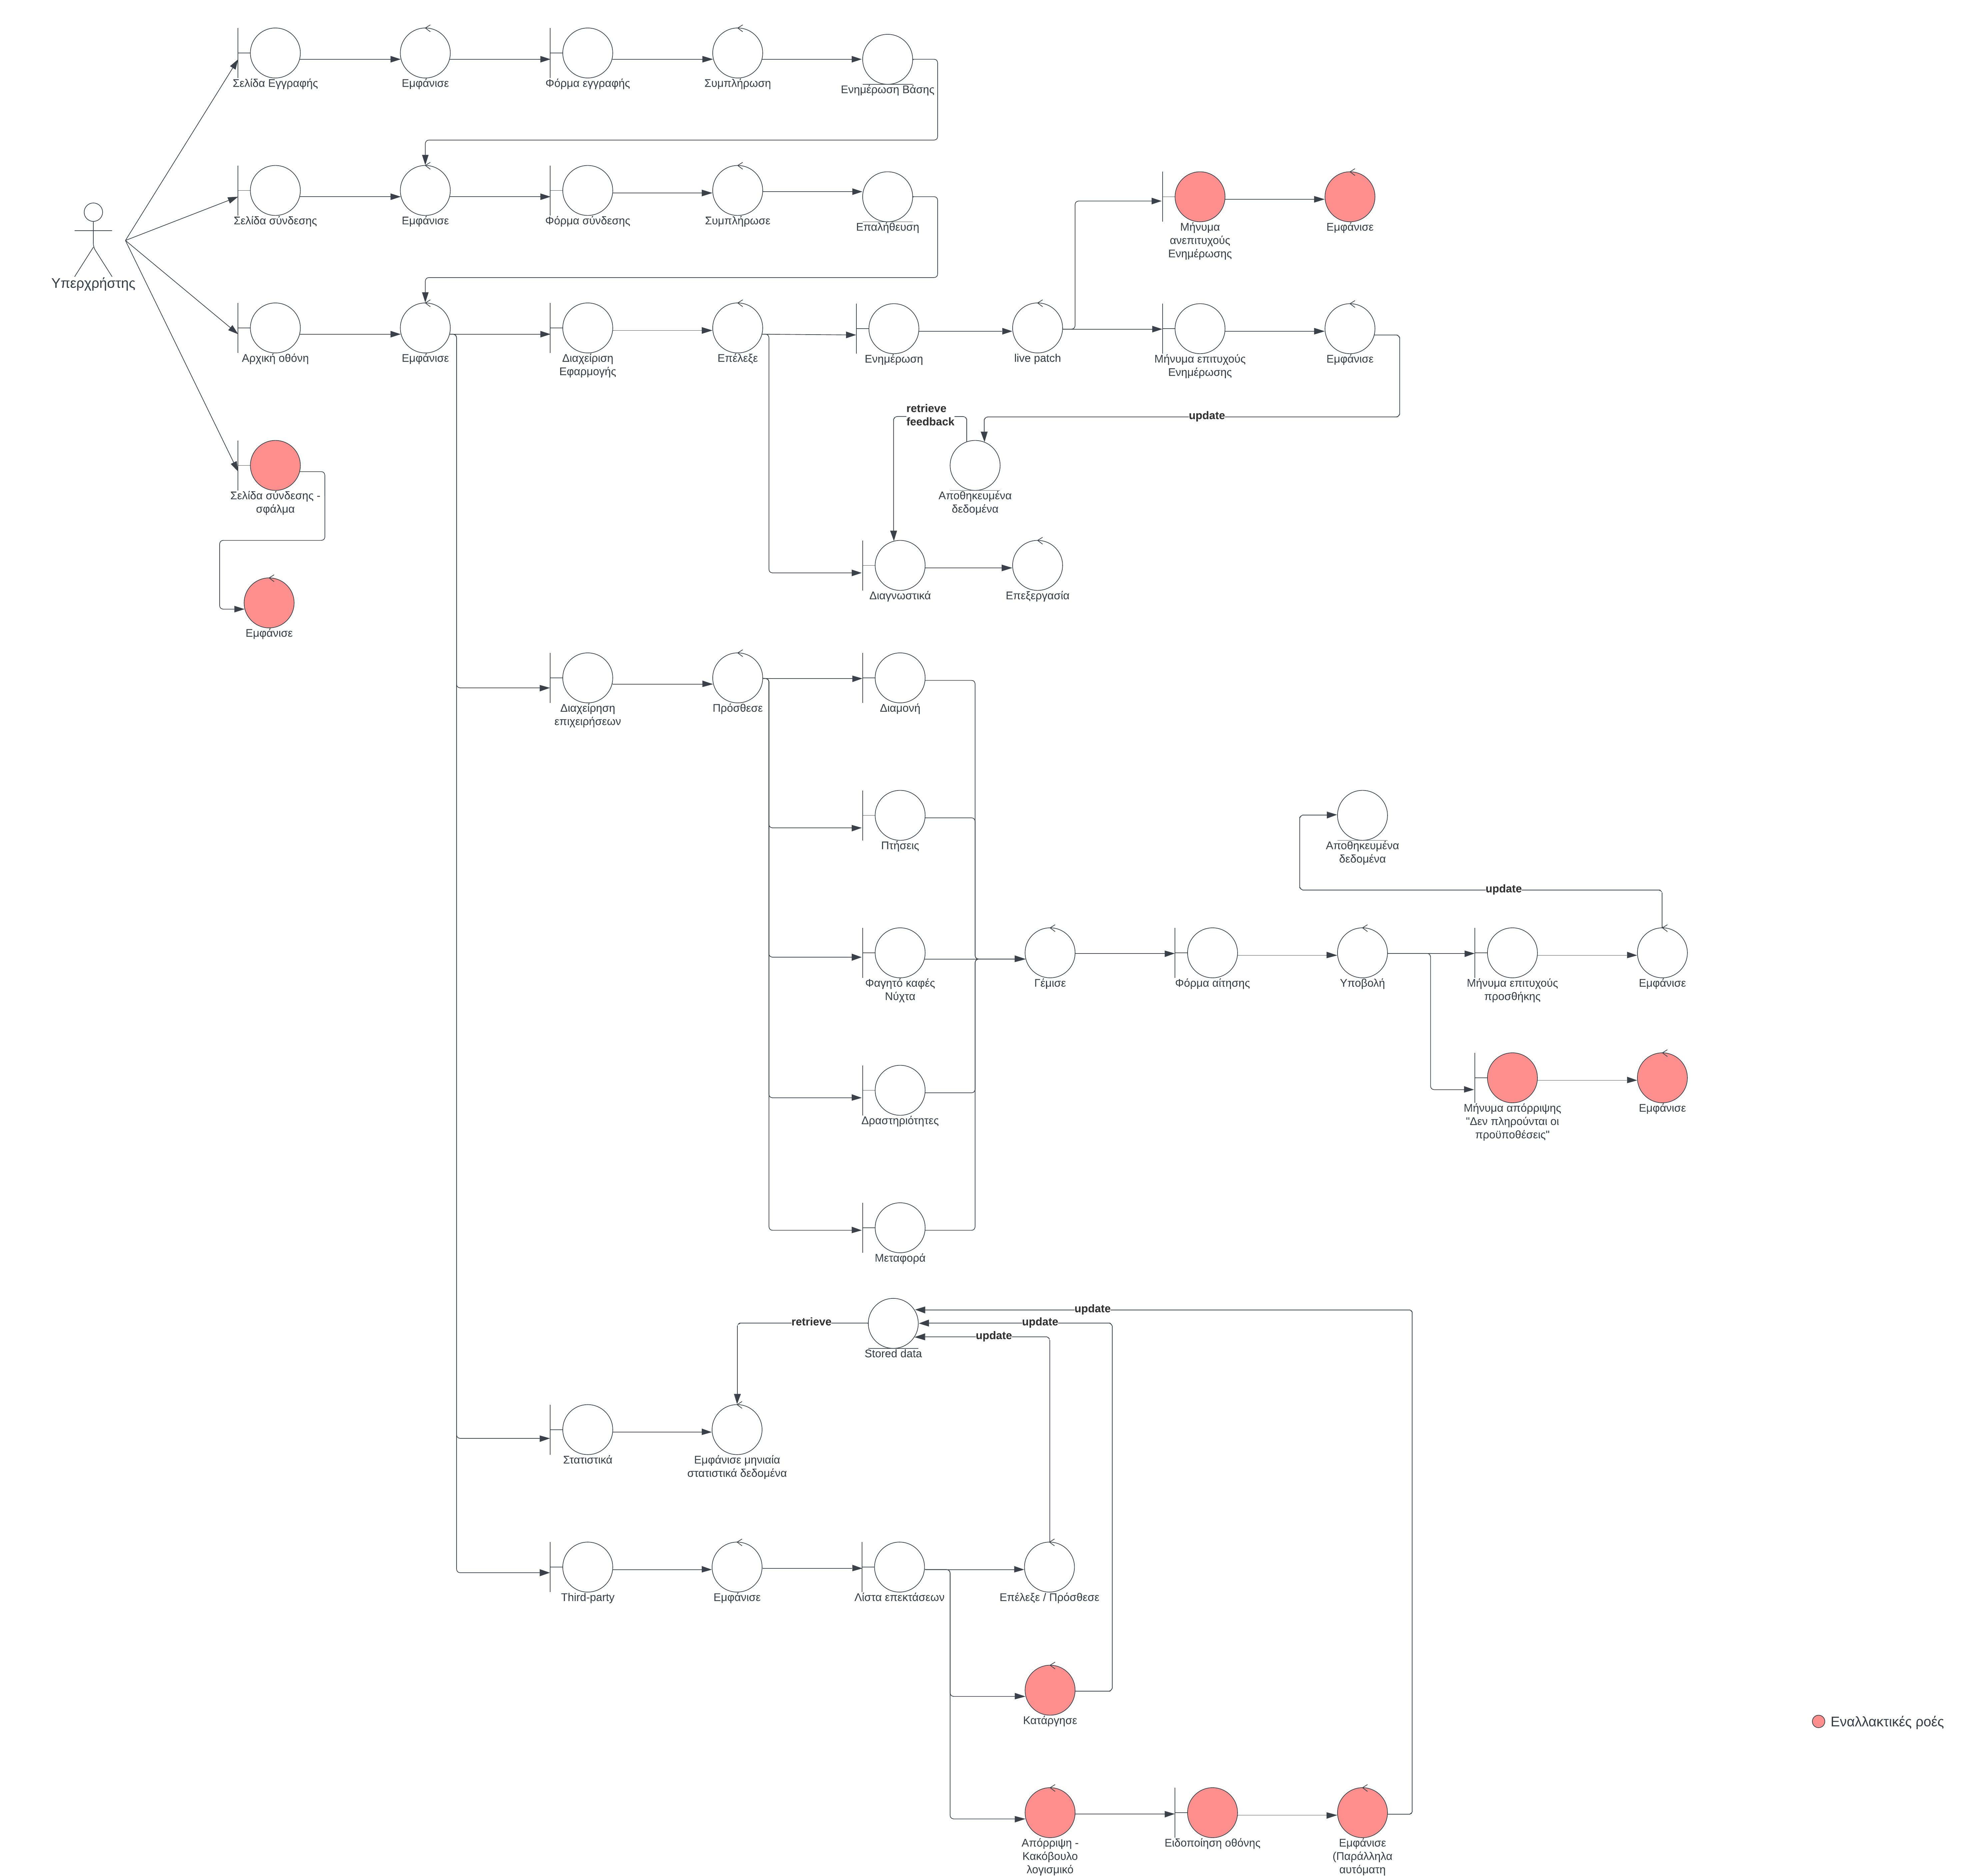 Σελίδα Εγγραφής
Εμφάνισε
Φόρμα εγγραφής
Συμπλήρωση
Ενημέρωση Βάσης
Σελίδα σύνδεσης
Εμφάνισε
Φόρμα σύνδεσης
Συμπλήρωσε
Επαλήθευση
Μήνυμα
ανεπιτυχούς
Ενημέρωσης
Εμφάνισε
Υπερχρήστης
Αρχική οθόνη
Εμφάνισε
Διαχείριση
Εφαρμογής
Επέλεξε
Ενημέρωση
live patch
Μήνυμα επιτυχούς
Ενημέρωσης
Εμφάνισε
retrieve
feedback
update
Σελίδα σύνδεσης -
σφάλμα
Αποθηκευμένα
δεδομένα
Εμφάνισε
Διαγνωστικά
Επεξεργασία
Διαχείρηση
επιχειρήσεων
Πρόσθεσε
Διαμονή
Πτήσεις
Αποθηκευμένα
δεδομένα
update
Φαγητό καφές
Νύχτα
Γέμισε
Φόρμα αίτησης
Υποβολή
Μήνυμα επιτυχούς
προσθήκης
Εμφάνισε
Δραστηριότητες
Μήνυμα απόρριψης
"Δεν πληρούνται οι
προϋποθέσεις"
Εμφάνισε
Μεταφορά
update
retrieve
update
update
Stored data
Στατιστικά
Εμφάνισε μηνιαία
στατιστικά δεδομένα
Third-party
Εμφάνισε
Λίστα επεκτάσεων
Επέλεξε / Πρόσθεσε
Κατάργησε
Εναλλακτικές ροές
Απόρριψη -
Κακόβουλο
λογισμικό
Ειδοποίηση οθόνης
Εμφάνισε
(Παράλληλα
αυτόματη